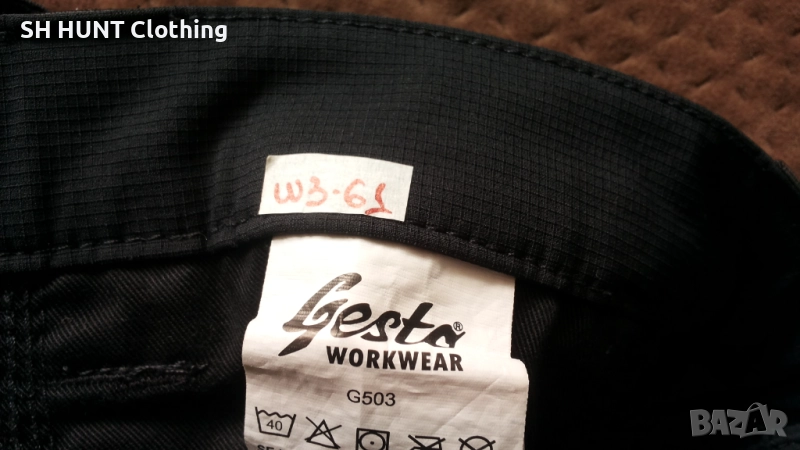 SH HUNT Clothing
W3-61
Gesto®
WORKWEAR
G503
40
BAZAR